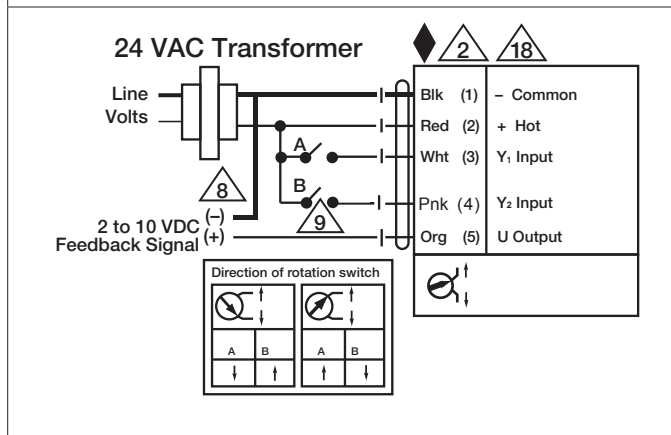 24 VAC Transformer
2
18
Line
Volts
Blk (1) – Common
Red (2) + Hot
A
Wht (3) Y₁ Input
8
B
9
Pnk (4) Y₂ Input
2 to 10 VDC (–)
Feedback Signal (+)
Org (5) U Output
Direction of rotation switch
A B A B